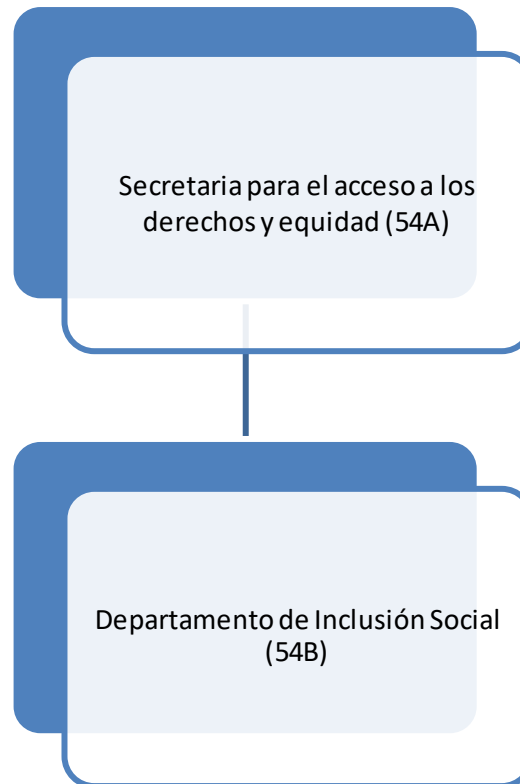 Secretaria para el acceso a los
derechos y equidad (54A)
Departamento de Inclusión Social
(54B)